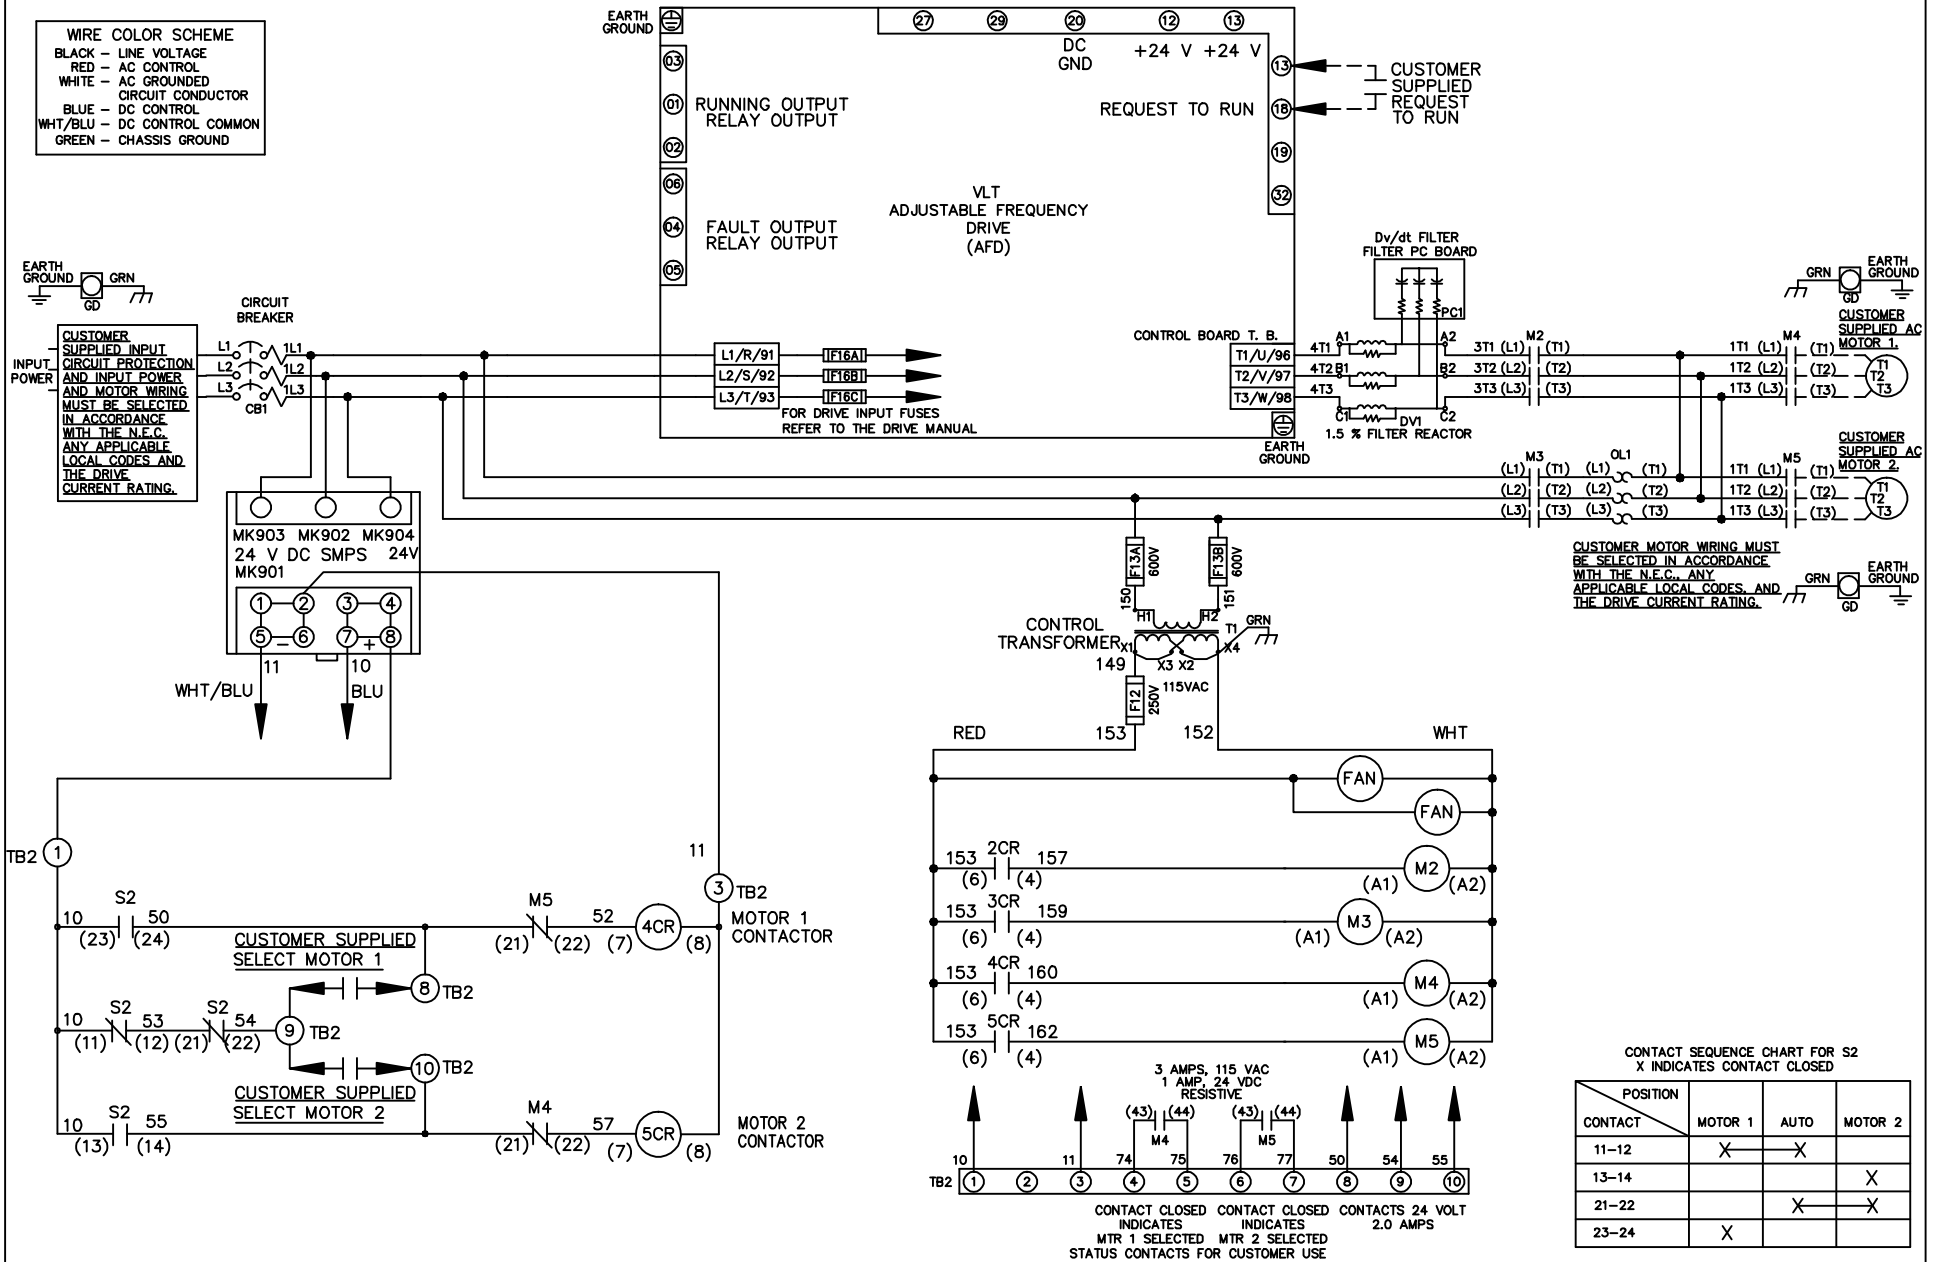 WIRE COLOR SCHEME
BLACK – LINE VOLTAGE
RED – AC CONTROL
WHITE – AC GROUNDED
CIRCUIT CONDUCTOR
BLUE – DC CONTROL
WHT/BLU – DC CONTROL COMMON
GREEN – CHASSIS GROUND
EARTH
GROUND
27 29 20 12 13
DC
GND
+24 V +24 V
03
01
02
RUNNING OUTPUT
RELAY OUTPUT
06
04
05
FAULT OUTPUT
RELAY OUTPUT
VLT
ADJUSTABLE FREQUENCY
DRIVE
(AFD)
REQUEST TO RUN
13
18
19
32
CUSTOMER
SUPPLIED
REQUEST
TO RUN
EARTH
GROUND
GRN
GD
CIRCUIT
BREAKER
INPUT
POWER
CUSTOMER
SUPPLIED INPUT
CIRCUIT PROTECTION
AND INPUT POWER
AND MOTOR WIRING
MUST BE SELECTED
IN ACCORDANCE
WITH THE N.E.C.
ANY APPLICABLE
LOCAL CODES AND
THE DRIVE
CURRENT RATING.
L1 1L1
L2 1L2
L3 1L3
CB1
L1/R/91 F16A
L2/S/92 F16B
L3/T/93 F16C
FOR DRIVE INPUT FUSES
REFER TO THE DRIVE MANUAL
CONTROL BOARD T. B.
T1/U/96
T2/V/97
T3/W/98
EARTH
GROUND
Dv/dt FILTER
FILTER PC BOARD
PC1
4T1 A1 A2
4T2 B1 B2
4T3 C1 C2
DV1
1.5 % FILTER REACTOR
M2
3T1 (L1) (T1)
3T2 (L2) (T2)
3T3 (L3) (T3)
GRN
GD
EARTH
GROUND
CUSTOMER
SUPPLIED AC
MOTOR 1.
M4
1T1 (L1) (T1)
1T2 (L2) (T2)
1T3 (L3) (T3)
T1
T2
T3
M3 OL1
(L1) (T1) (L1) (T1)
(L2) (T2) (L2) (T2)
(L3) (T3) (L3) (T3)
CUSTOMER
SUPPLIED AC
MOTOR 2.
M5
1T1 (L1) (T1)
1T2 (L2) (T2)
1T3 (L3) (T3)
T1
T2
T3
CUSTOMER MOTOR WIRING MUST
BE SELECTED IN ACCORDANCE
WITH THE N.E.C., ANY
APPLICABLE LOCAL CODES, AND
THE DRIVE CURRENT RATING.
GRN
GD
EARTH
GROUND
MK903 MK902 MK904
24 V DC SMPS 24V
MK901
1 2 3 4
5 – 6 7 + 8
11 10
WHT/BLU BLU
F13A 600V
F13B 600V
150 151
H1 H2
CONTROL
TRANSFORMER
T1 GRN
X1 X3 X2 X4
149
115VAC
F12 250V
153 152
RED WHT
FAN
FAN
153 2CR 157 M2
(6) (4) (A1) (A2)
153 3CR 159 M3
(6) (4) (A1) (A2)
153 4CR 160 M4
(6) (4) (A1) (A2)
153 5CR 162 M5
(6) (4) (A1) (A2)
TB2 1
11
3 TB2
10 S2 50 M5 52 4CR
(23) (24) (21) (22) (7) (8)
MOTOR 1
CONTACTOR
CUSTOMER SUPPLIED
SELECT MOTOR 1
8 TB2
10 S2 53 S2 54 9 TB2
(11) (12) (21) (22)
10 TB2
CUSTOMER SUPPLIED
SELECT MOTOR 2
10 S2 55 M4 57 5CR
(13) (14) (21) (22) (7) (8)
MOTOR 2
CONTACTOR
3 AMPS, 115 VAC
1 AMP, 24 VDC
RESISTIVE
(43) (44) (43) (44)
M4 M5
10 11 74 75 76 77 50 54 55
TB2 1 2 3 4 5 6 7 8 9 10
CONTACT CLOSED
INDICATES
MTR 1 SELECTED
CONTACT CLOSED
INDICATES
MTR 2 SELECTED
STATUS CONTACTS FOR CUSTOMER USE
CONTACTS 24 VOLT
2.0 AMPS
CONTACT SEQUENCE CHART FOR S2
X INDICATES CONTACT CLOSED
POSITION
CONTACT MOTOR 1 AUTO MOTOR 2
11–12 X X
13–14 X
21–22 X X
23–24 X